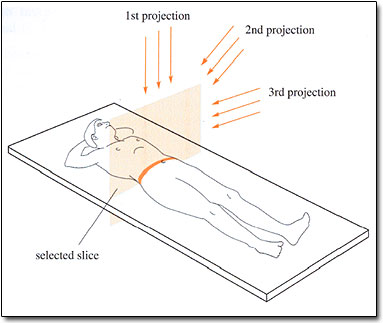 1st projection
2nd projection
3rd projection
selected slice